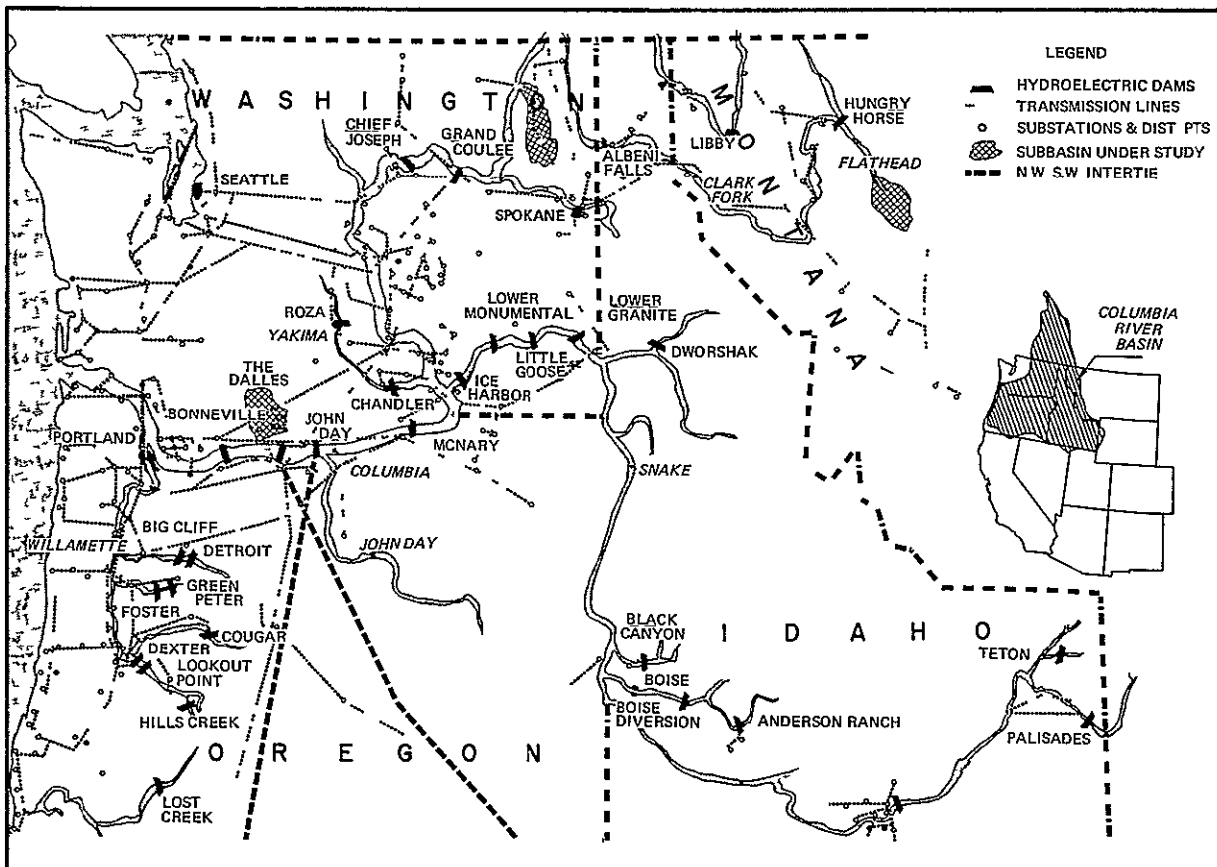 LEGEND
HYDROELECTRIC DAMS
TRANSMISSION LINES
SUBSTATIONS & DIST PTS
SUBBASIN UNDER STUDY
N.W. S.W. INTERTIE
WASHINGTON
MONTANA
CHIEF
JOSEPH
GRAND
COULEE
SEATTLE
SPOKANE
ALBENI
FALLS
LIBBY
HUNGRY
HORSE
FLATHEAD
CLARK
FORK
ROZA
YAKIMA
LOWER
MONUMENTAL
LOWER
GRANITE
LITTLE
GOOSE
DWORSHAK
THE
DALLES
ICE
HARBOR
CHANDLER
BONNEVILLE
JOHN
DAY
PORTLAND
MCNARY
COLUMBIA
SNAKE
COLUMBIA
RIVER
BASIN
BIG CLIFF
WILLAMETTE
DETROIT
JOHN DAY
GREEN
PETER
FOSTER
COUGAR
DEXTER
LOOKOUT
POINT
HILLS CREEK
BLACK
CANYON
IDAHO
BOISE
TETON
BOISE
DIVERSION
ANDERSON RANCH
PALISADES
OREGON
LOST
CREEK